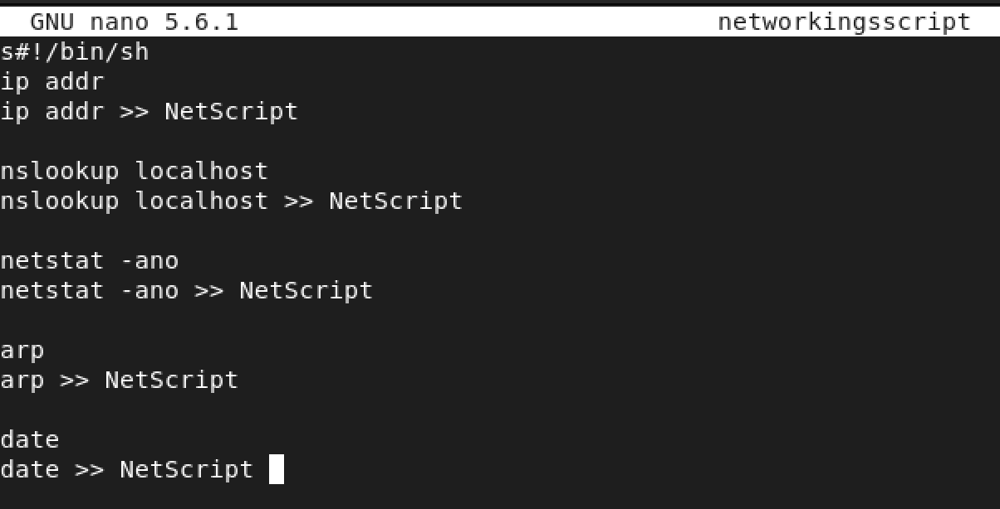 GNU nano 5.6.1 networkingsscript
s#!/bin/sh
ip addr
ip addr >> NetScript
nslookup localhost
nslookup localhost >> NetScript
netstat -ano
netstat -ano >> NetScript
arp
arp >> NetScript
date
date >> NetScript